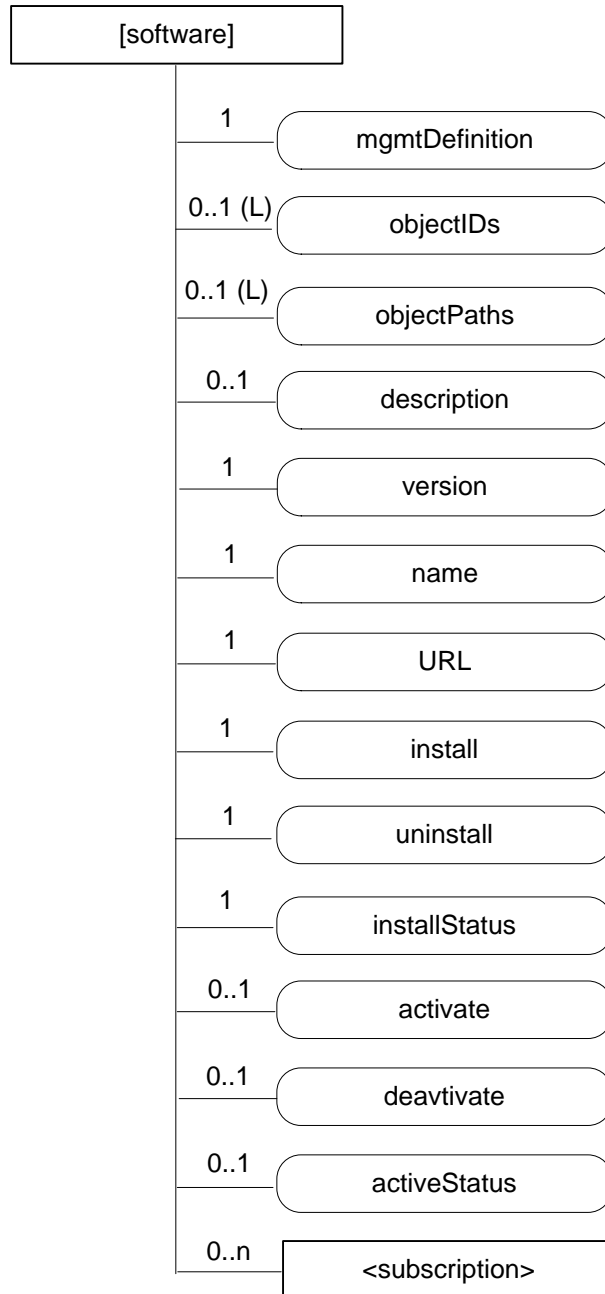 [software]
1
mgmtDefinition
0..1 (L)
objectIDs
0..1 (L)
objectPaths
0..1
description
1
version
1
name
1
URL
1
install
1
uninstall
1
installStatus
0..1
activate
0..1
deavtivate
0..1
activeStatus
0..n
<subscription>